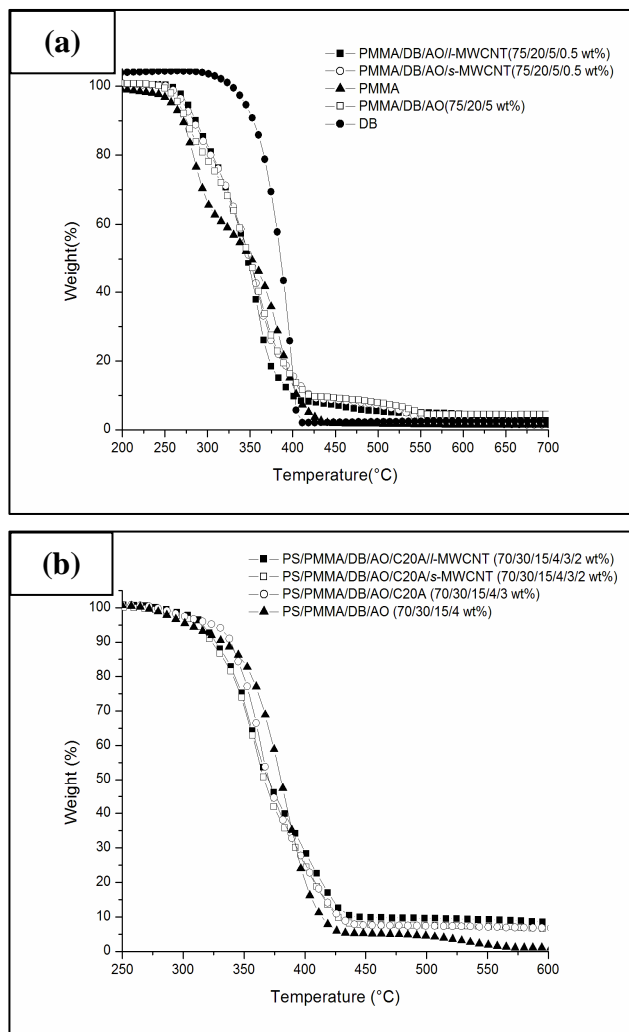 (a)
PMMA/DB/AO//-MWCNT(75/20/5/0.5 wt%)
PMMA/DB/AO/s-MWCNT(75/20/5/0.5 wt%)
PMMA
PMMA/DB/AO(75/20/5 wt%)
DB
100
80
60
40
20
0
Weight(%)
200 250 300 350 400 450 500 550 600 650 700
Temperature(°C)
(b)
PS/PMMA/DB/AO/C20A/l-MWCNT (70/30/15/4/3/2 wt%)
PS/PMMA/DB/AO/C20A/s-MWCNT (70/30/15/4/3/2 wt%)
PS/PMMA/DB/AO/C20A (70/30/15/4/3 wt%)
PS/PMMA/DB/AO (70/30/15/4 wt%)
100
90
80
70
60
50
40
30
20
10
0
Weight (%)
250 300 350 400 450 500 550 600
Temperature (°C)